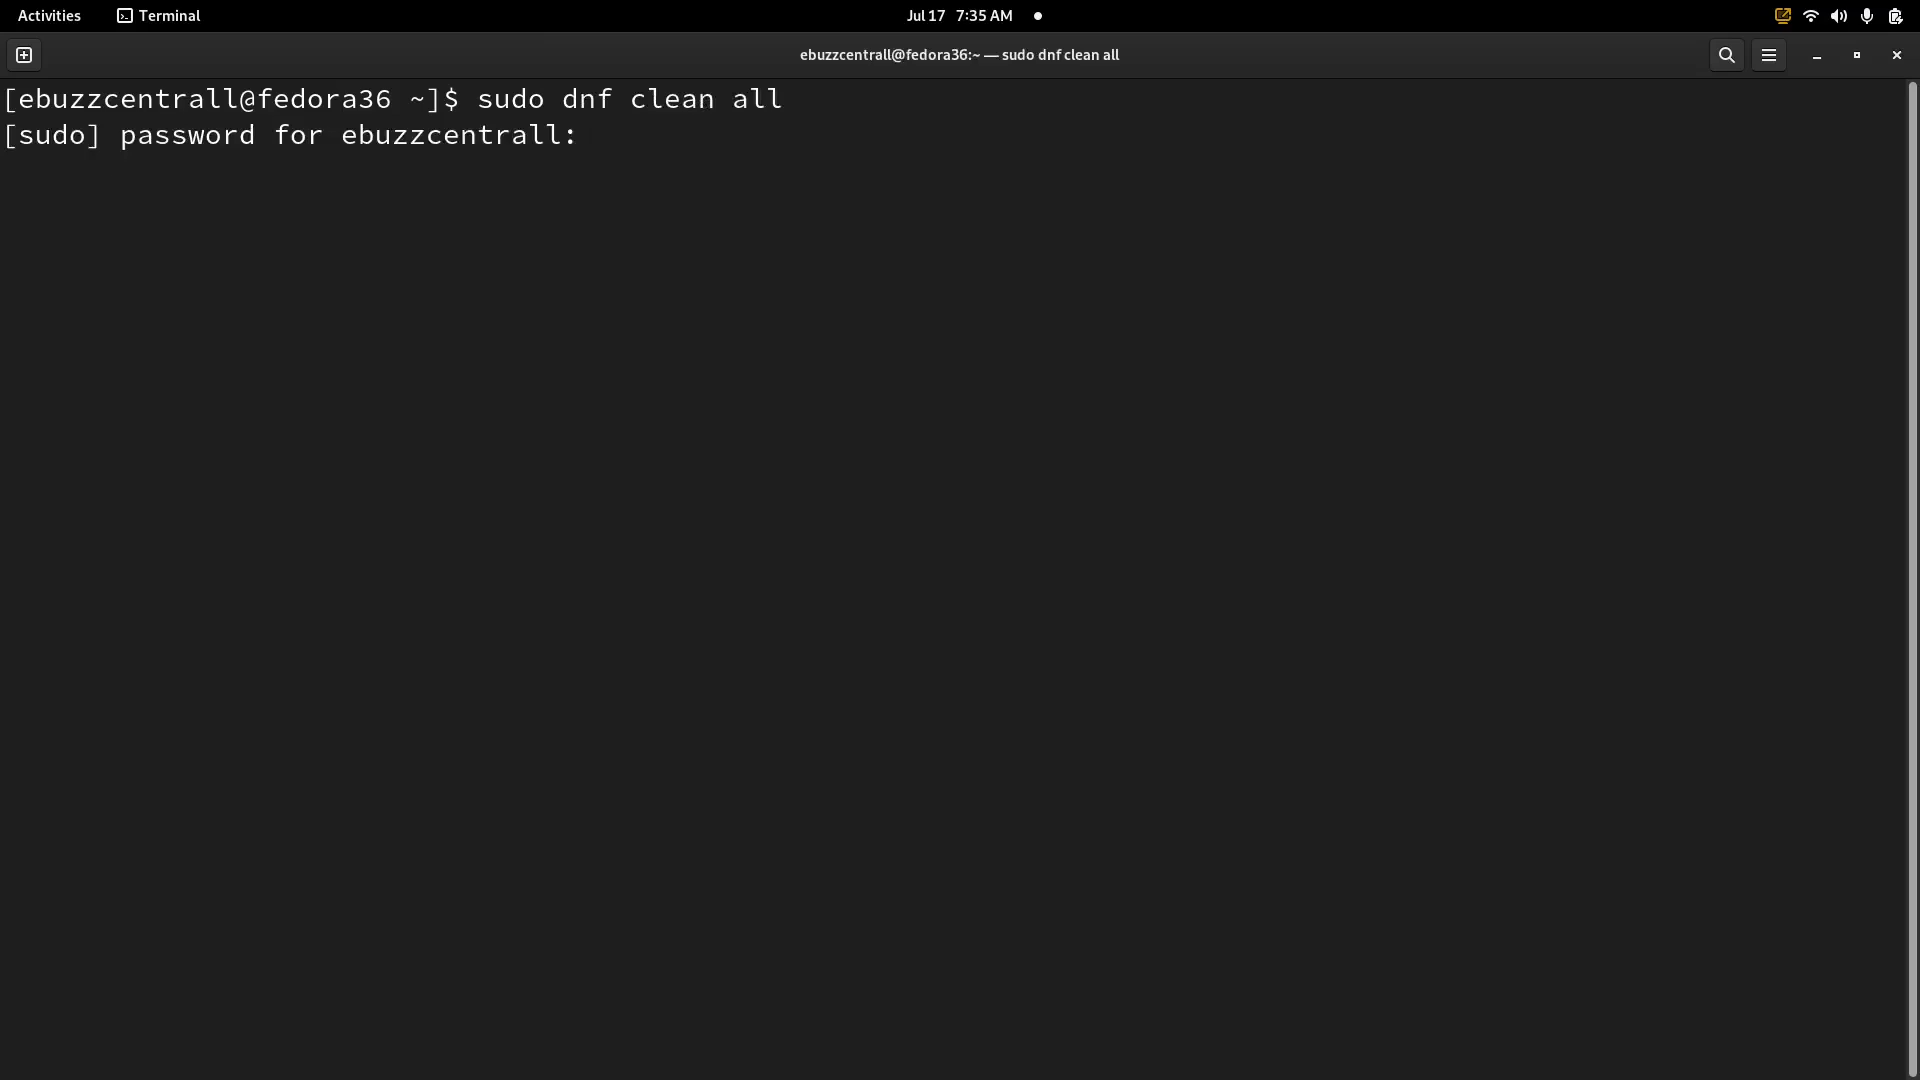 Activities Terminal Jul 17 7:35 AM
ebuzzcentrall@fedora36:~ — sudo dnf clean all
[ebuzzcentrall@fedora36 ~]$ sudo dnf clean all
[sudo] password for ebuzzcentrall: